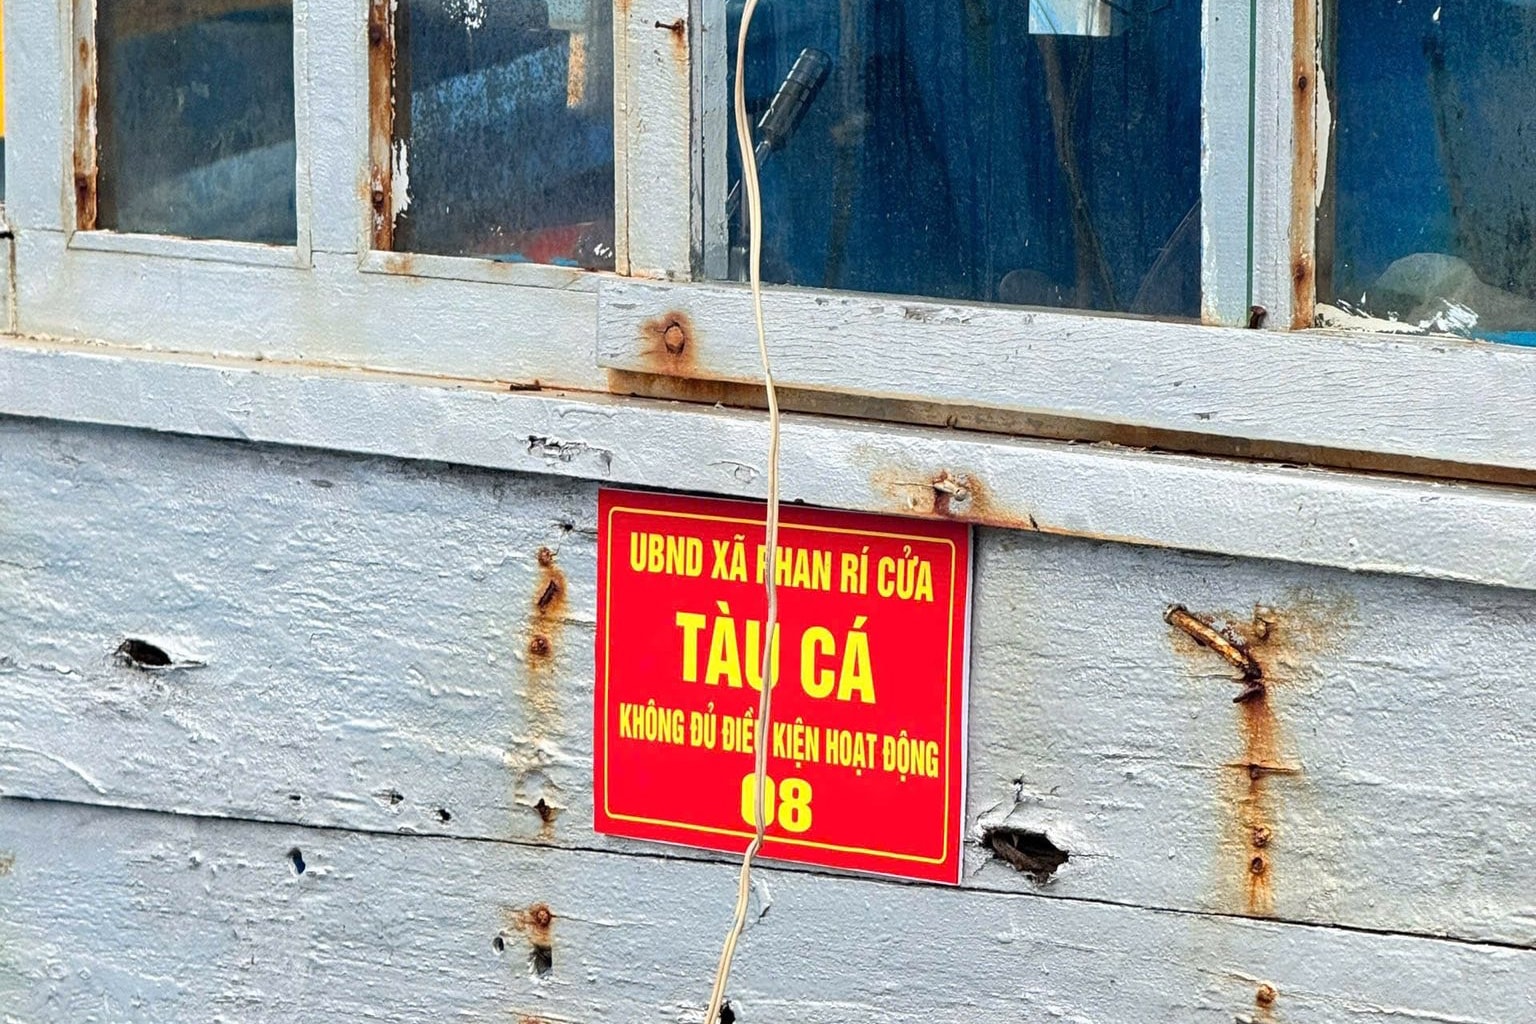 UBND XÃ PHAN RÍ CỬA
TÀU CÁ
KHÔNG ĐỦ ĐIỀU KIỆN HOẠT ĐỘNG
08